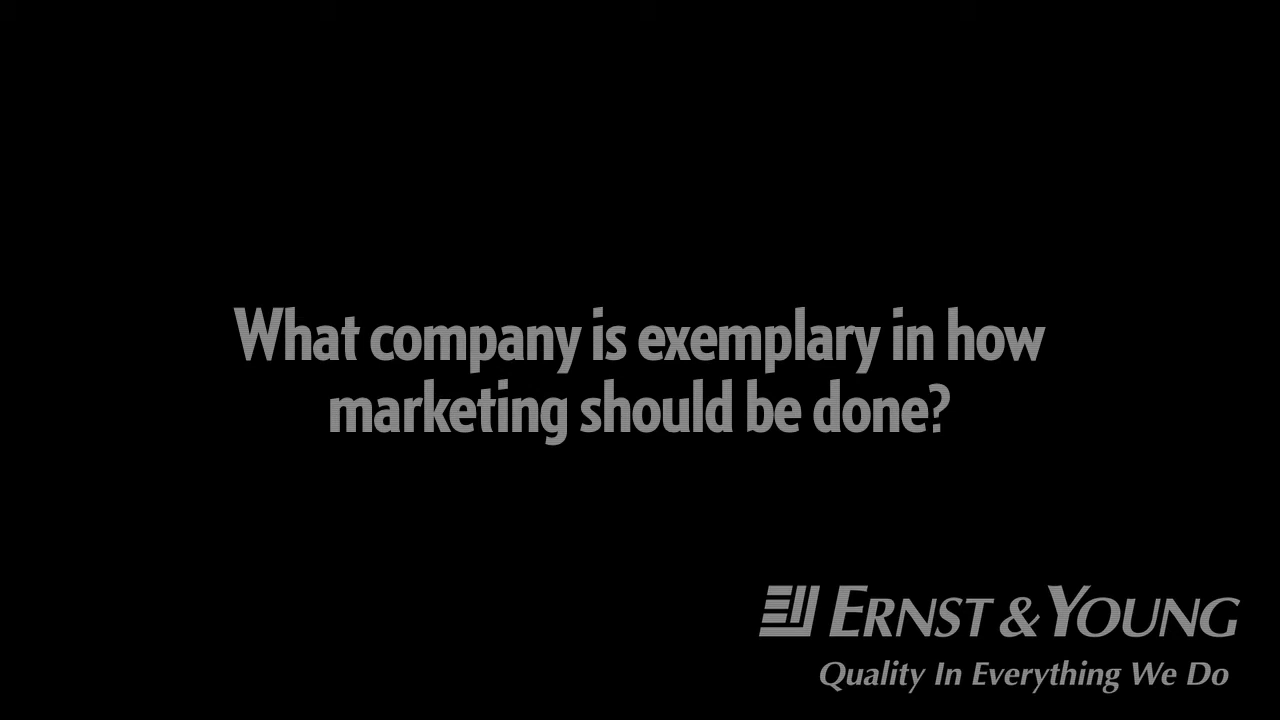 What company is exemplary in how
marketing should be done?
ERNST & YOUNG
Quality In Everything We Do